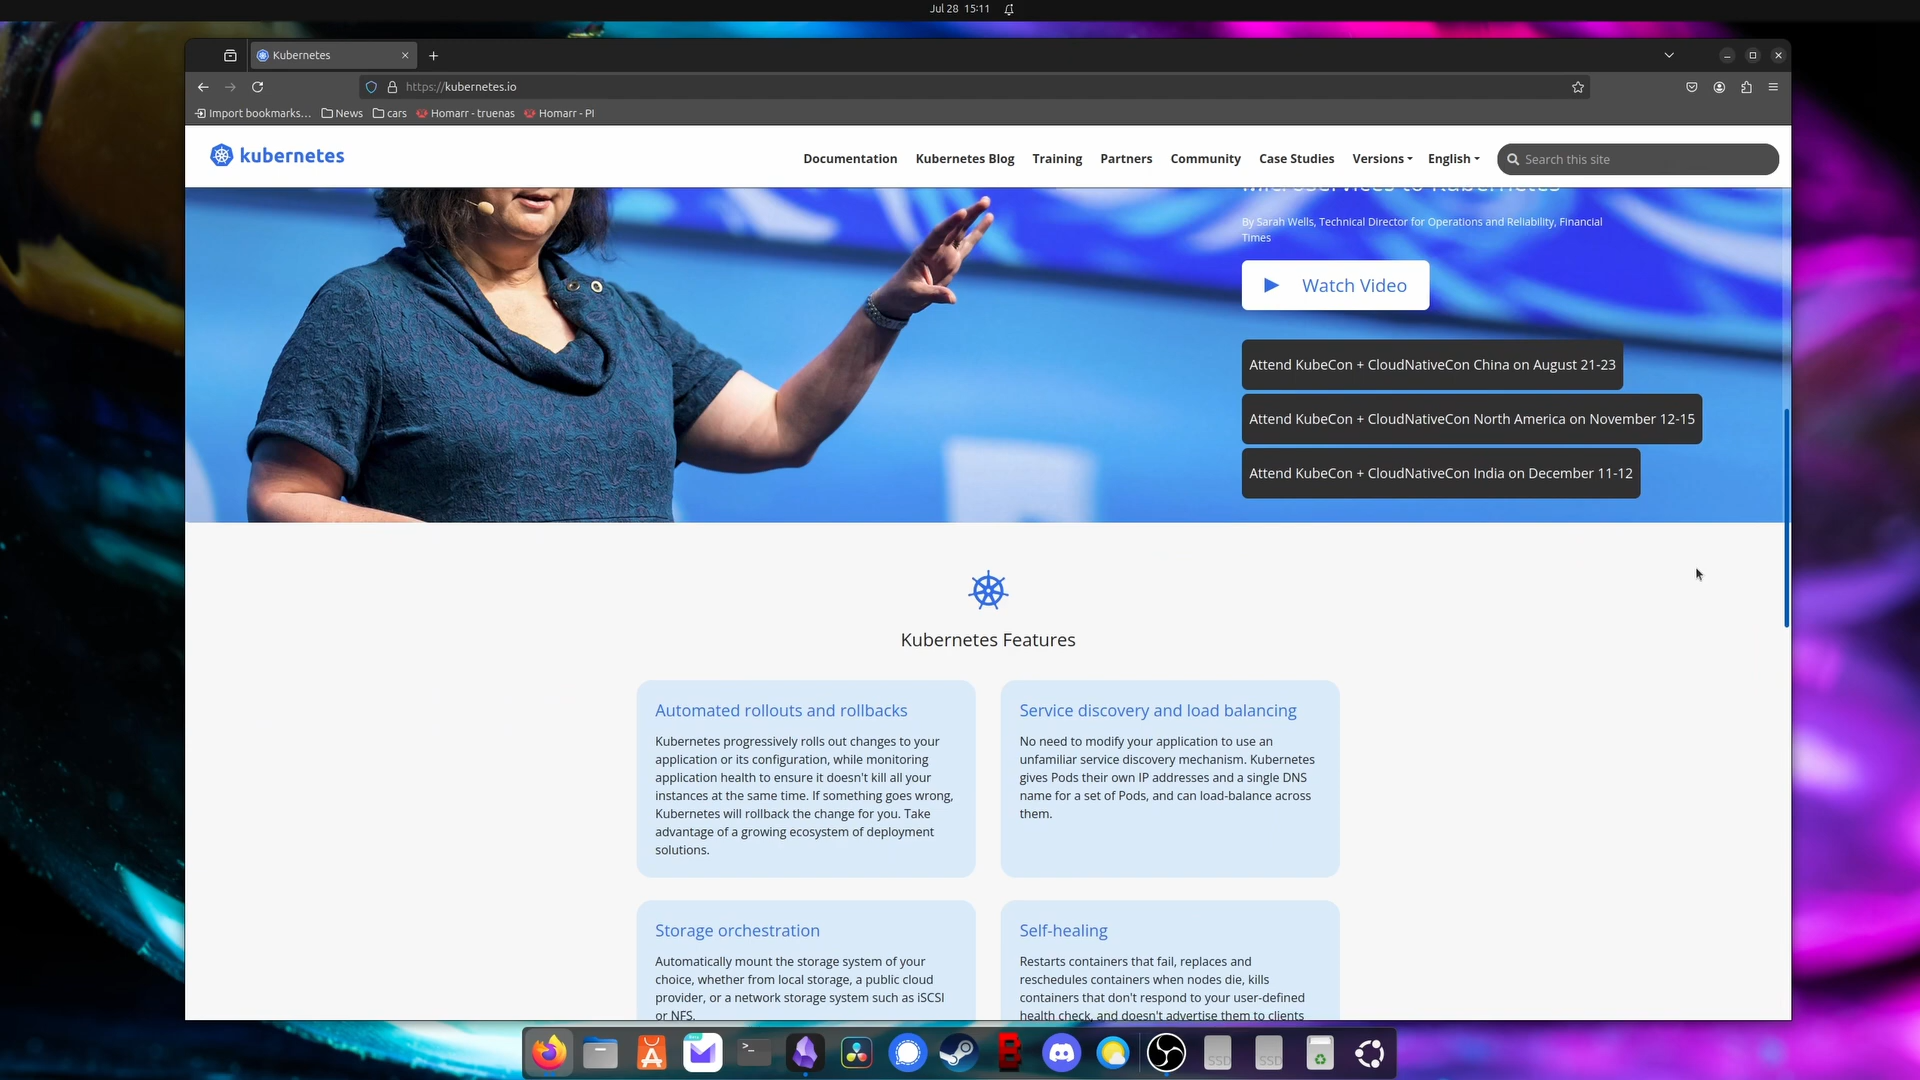 Jul 28 15:11
Kubernetes
https://kubernetes.io
Import bookmarks...
News
cars
Homarr - truenas
Homarr - PI
kubernetes
Documentation
Kubernetes Blog
Training
Partners
Community
Case Studies
Versions
English
Search this site
Microservices to Kubernetes
By Sarah Wells, Technical Director for Operations and Reliability, Financial
Times
Watch Video
Attend KubeCon + CloudNativeCon China on August 21-23
Attend KubeCon + CloudNativeCon North America on November 12-15
Attend KubeCon + CloudNativeCon India on December 11-12
Kubernetes Features
Automated rollouts and rollbacks
Kubernetes progressively rolls out changes to your
application or its configuration, while monitoring
application health to ensure it doesn't kill all your
instances at the same time. If something goes wrong,
Kubernetes will rollback the change for you. Take
advantage of a growing ecosystem of deployment
solutions.
Service discovery and load balancing
No need to modify your application to use an
unfamiliar service discovery mechanism. Kubernetes
gives Pods their own IP addresses and a single DNS
name for a set of Pods, and can load-balance across
them.
Storage orchestration
Automatically mount the storage system of your
choice, whether from local storage, a public cloud
provider, or a network storage system such as iSCSI
or NFS.
Self-healing
Restarts containers that fail, replaces and
reschedules containers when nodes die, kills
containers that don't respond to your user-defined
health check, and doesn't advertise them to clients
SSD
SSD